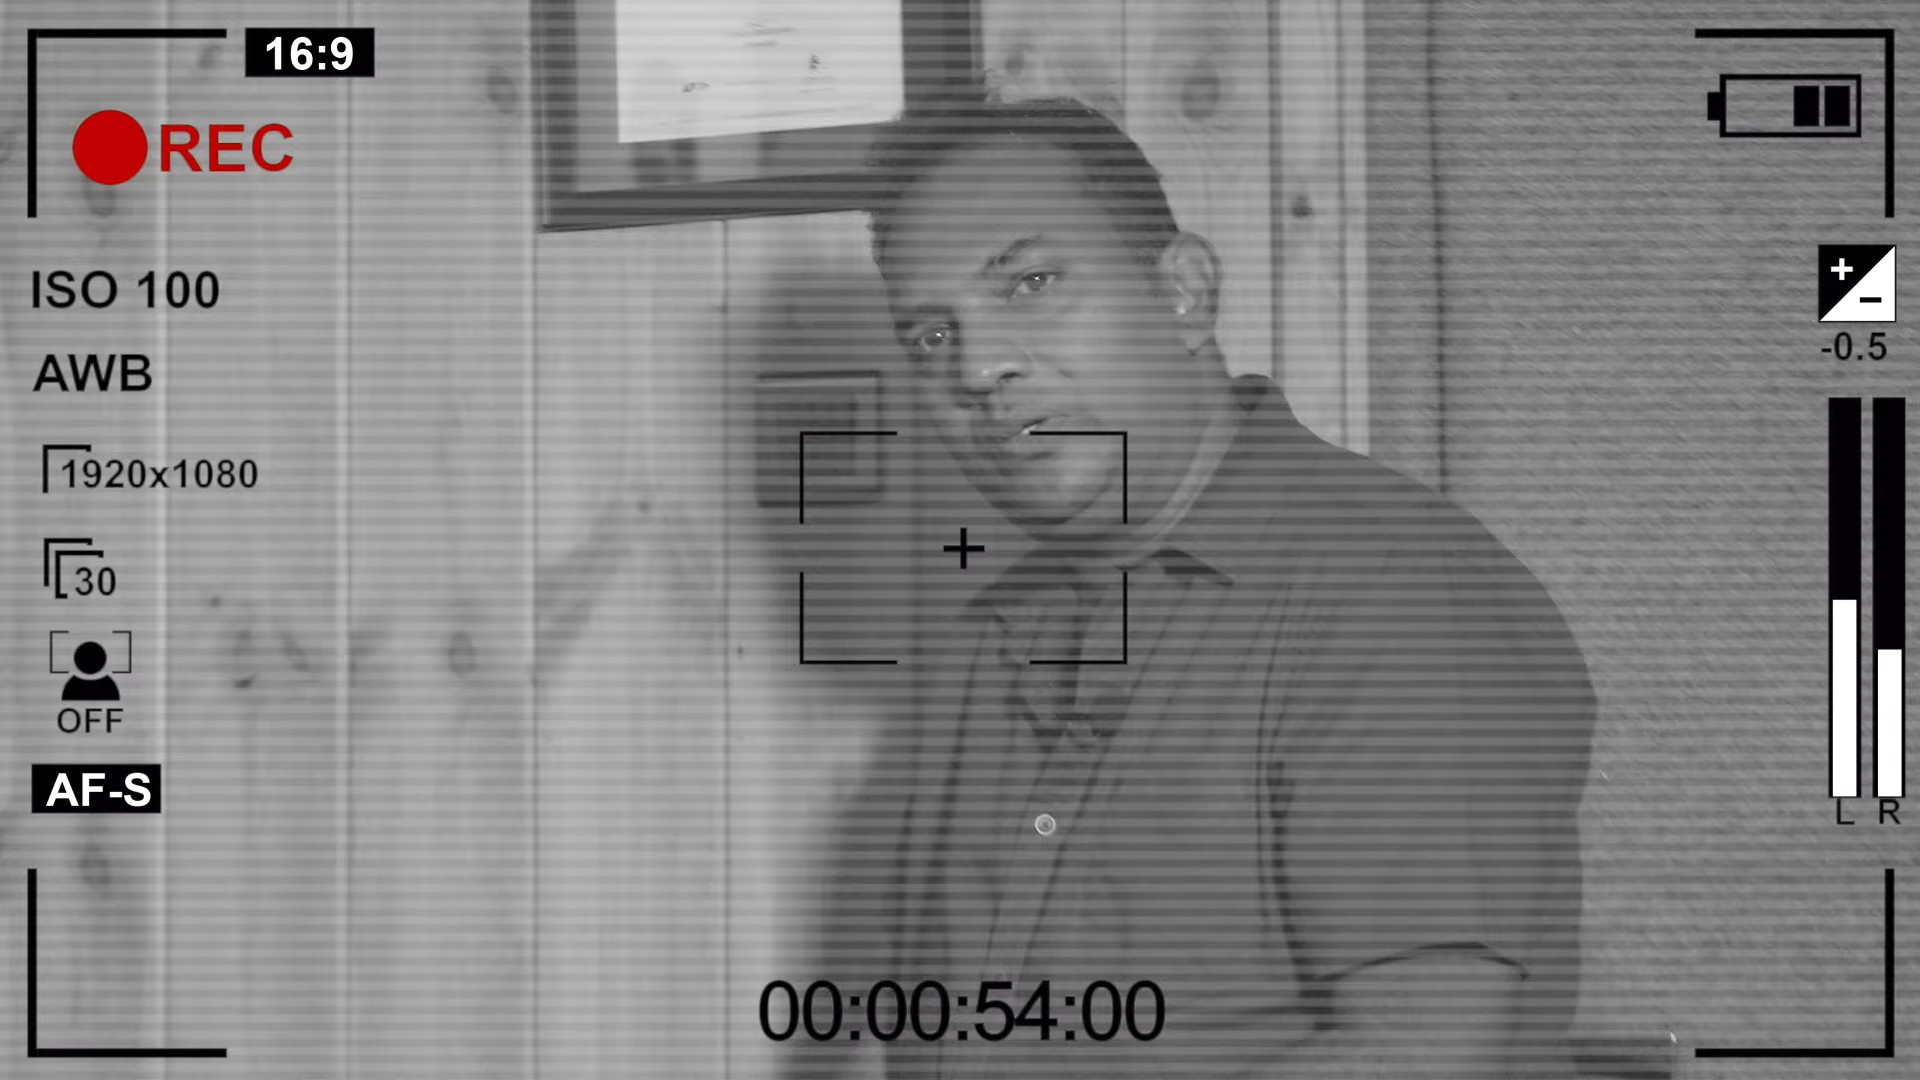 16:9
REC
ISO 100
AWB
1920x1080
30
OFF
AF-S
+
-
-0.5
L R
00:00:54:00